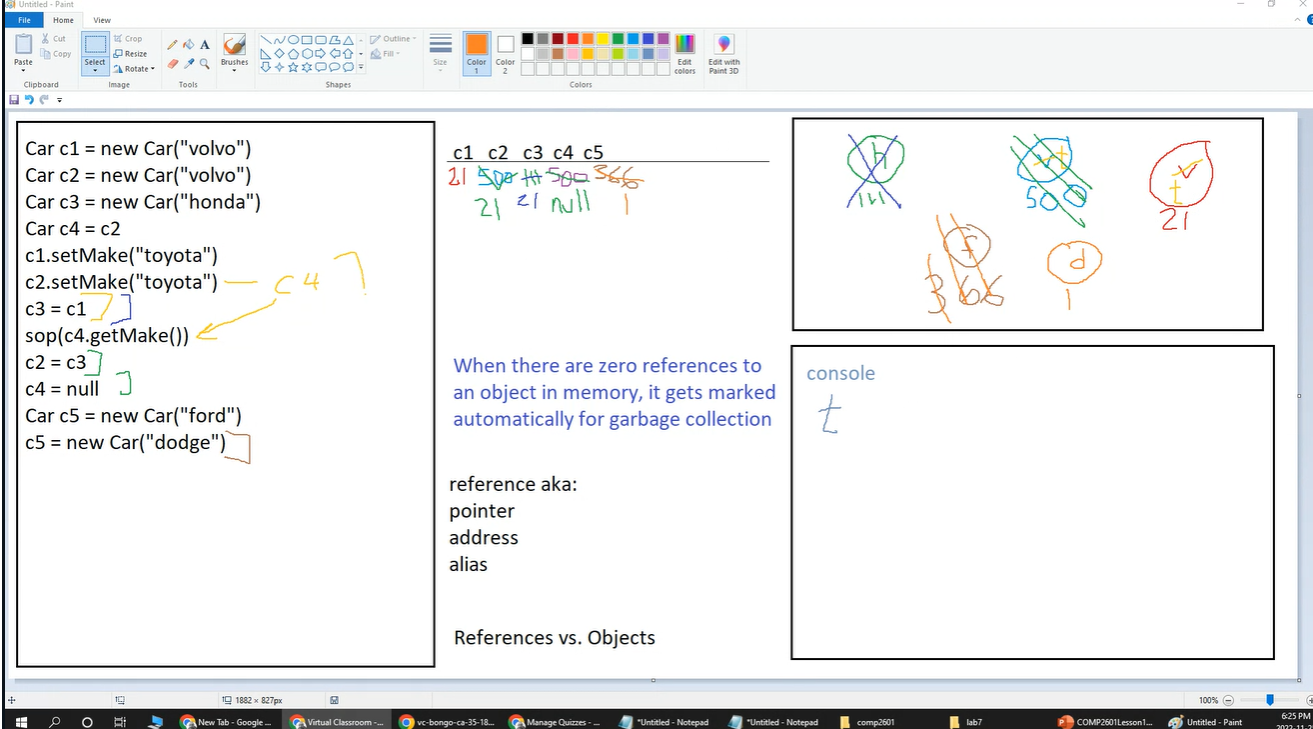 Untitled - Paint
File Home View
Paste
Cut
Copy
Clipboard
Select
Crop
Resize
Rotate
Image
Tools
Brushes
Shapes
Outline
Fill
Size
Color 1
Color 2
Colors
Edit colors
Edit with Paint 3D
Car c1 = new Car("volvo")
Car c2 = new Car("volvo")
Car c3 = new Car("honda")
Car c4 = c2
c1.setMake("toyota")
c2.setMake("toyota")
c4
c3 = c1
sop(c4.getMake())
c2 = c3
c4 = null
Car c5 = new Car("ford")
c5 = new Car("dodge")
c1 c2 c3 c4 c5
21 500 111 500 366
21 21 null 1
When there are zero references to
an object in memory, it gets marked
automatically for garbage collection
reference aka:
pointer
address
alias
References vs. Objects
h
111
v t
500
v
t
21
f
366
d
1
console
t
1882 × 827px
100%
New Tab - Google ...
Virtual Classroom -...
vc-bongo-ca-35-18...
Manage Quizzes - ...
*Untitled - Notepad
*Untitled - Notepad
comp2601
lab7
COMP2601Lesson1...
Untitled - Paint
6:25 PM